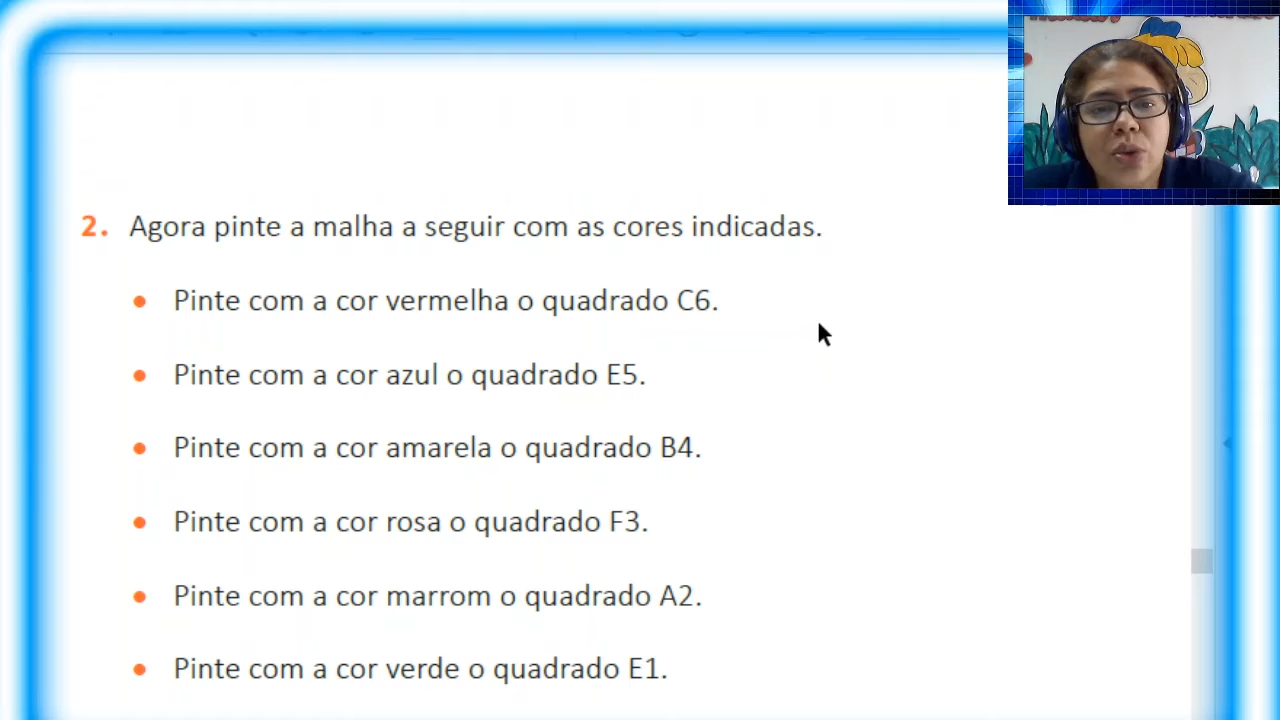 2. Agora pinte a malha a seguir com as cores indicadas.
• Pinte com a cor vermelha o quadrado C6.
• Pinte com a cor azul o quadrado E5.
• Pinte com a cor amarela o quadrado B4.
• Pinte com a cor rosa o quadrado F3.
• Pinte com a cor marrom o quadrado A2.
• Pinte com a cor verde o quadrado E1.